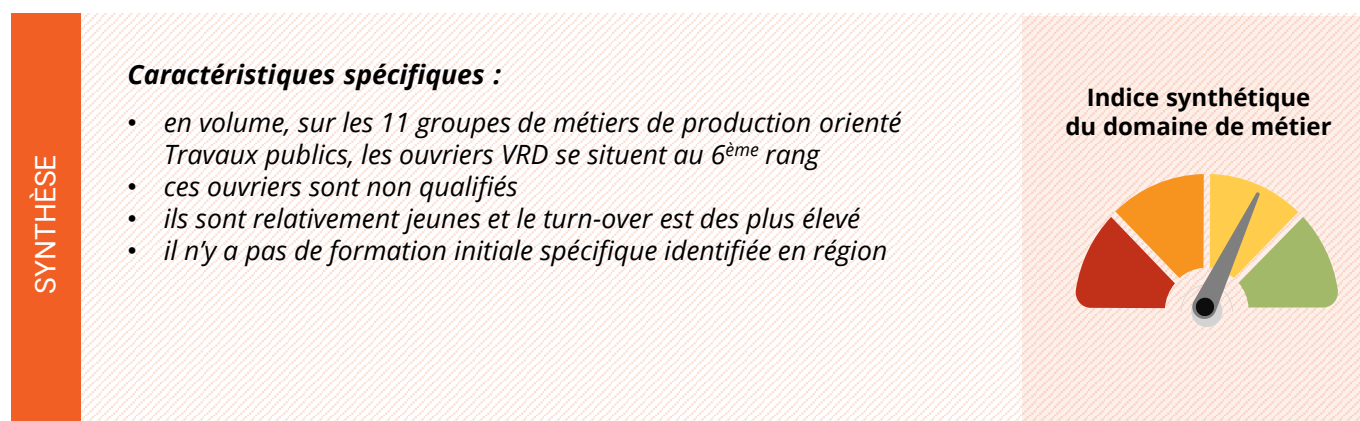 SYNTHÈSE
Caractéristiques spécifiques :
• en volume, sur les 11 groupes de métiers de production orienté
Travaux publics, les ouvriers VRD se situent au 6ème rang
• ces ouvriers sont non qualifiés
• ils sont relativement jeunes et le turn-over est des plus élevé
• il n’y a pas de formation initiale spécifique identifiée en région
Indice synthétique
du domaine de métier